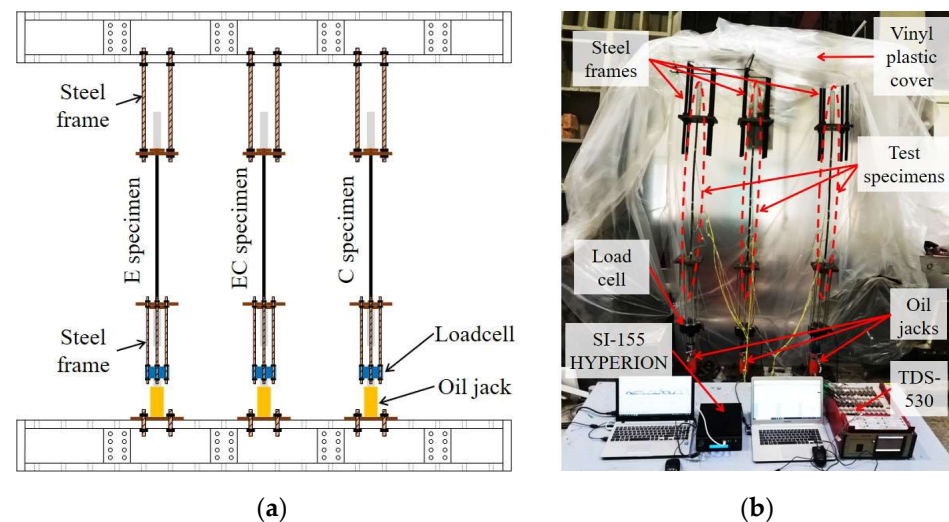 Steel
frame
E specimen
EC specimen
C specimen
Steel
frame
Loadcell
Oil jack
(a)
Steel
frames
Vinyl
plastic
cover
Test
specimens
Load
cell
SI-155
HYPERION
Oil
jacks
TDS-
530
(b)